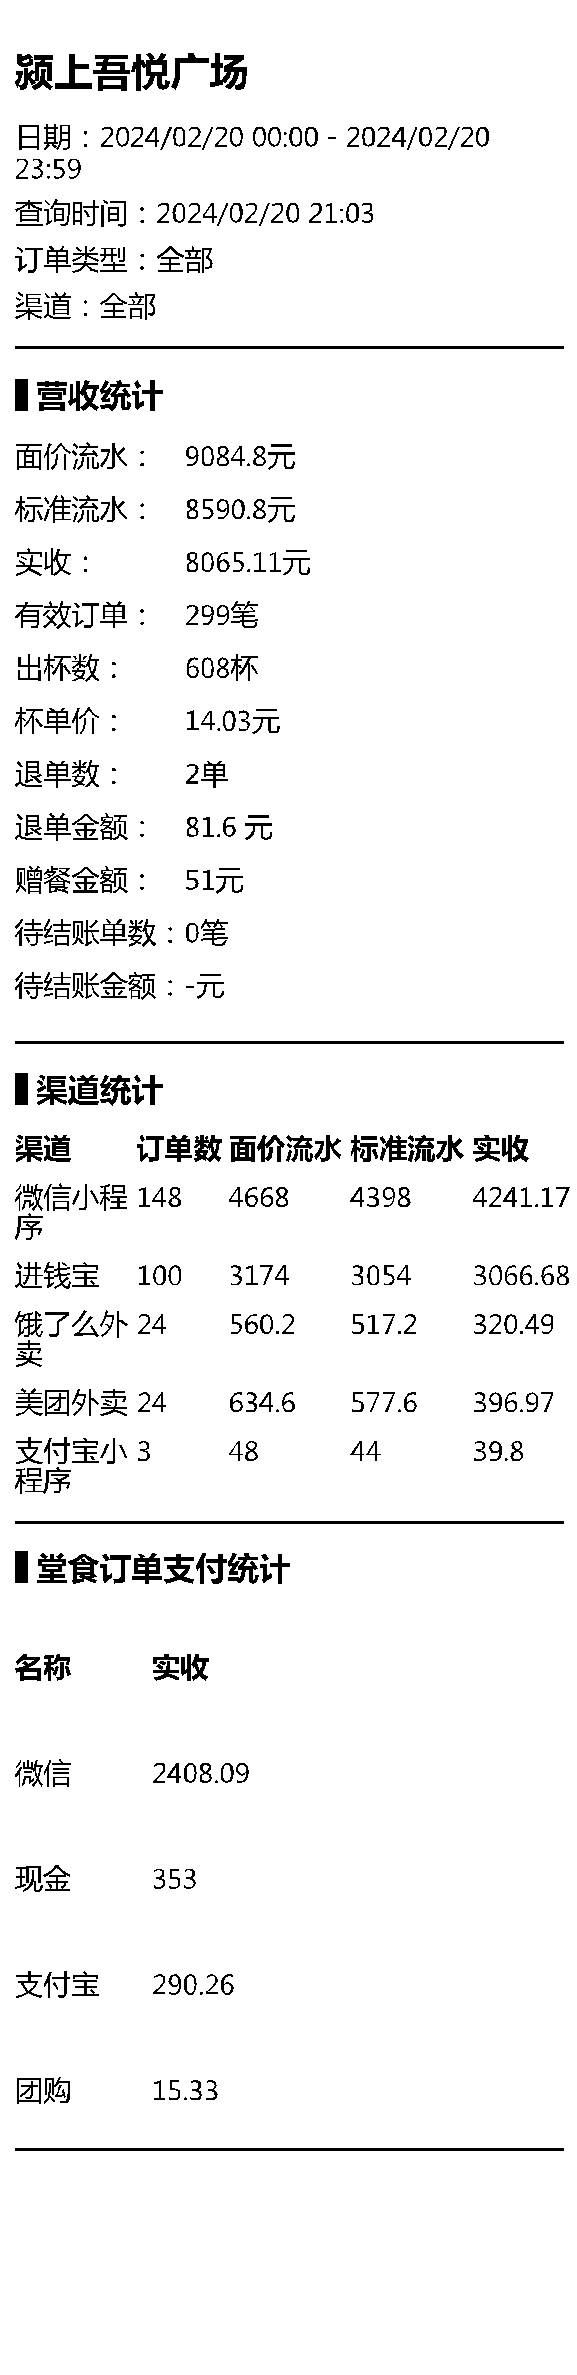 颍上吾悦广场
日期：2024/02/20 00:00 - 2024/02/20
23:59
查询时间：2024/02/20 21:03
订单类型：全部
渠道：全部
营收统计
面价流水： 9084.8元
标准流水： 8590.8元
实收： 8065.11元
有效订单： 299笔
出杯数： 608杯
杯单价： 14.03元
退单数： 2单
退单金额： 81.6 元
赠餐金额： 51元
待结账单数：0笔
待结账金额：-元
渠道统计
渠道 订单数 面价流水 标准流水 实收
微信小程 148 4668 4398 4241.17
序
进钱宝 100 3174 3054 3066.68
饿了么外 24 560.2 517.2 320.49
卖
美团外卖 24 634.6 577.6 396.97
支付宝小 3 48 44 39.8
程序
堂食订单支付统计
名称 实收
微信 2408.09
现金 353
支付宝 290.26
团购 15.33